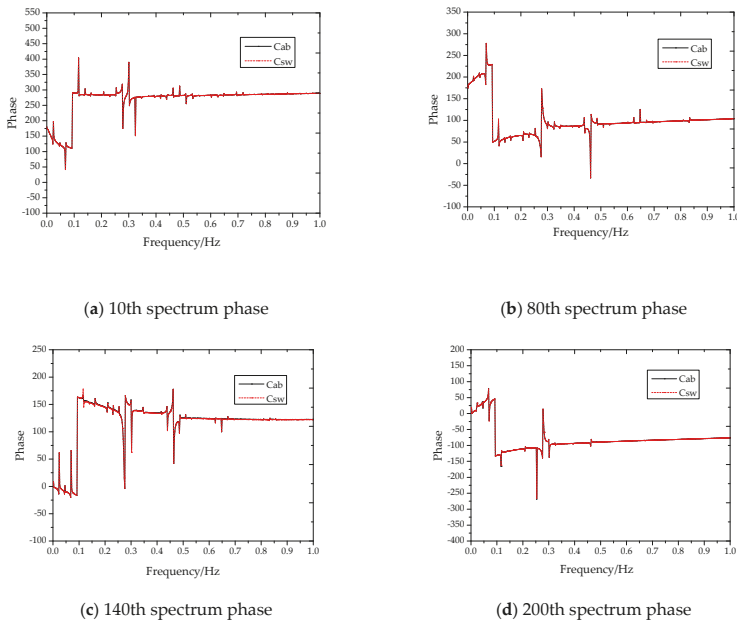 550
500
450
400
350
300
250
200
150
100
50
0
-50
-100
Phase
Cab
Csw
0.0 0.1 0.2 0.3 0.4 0.5 0.6 0.7 0.8 0.9 1.0
Frequency/Hz
(a) 10th spectrum phase
350
300
250
200
150
100
50
0
-50
-100
Phase
Cab
Csw
0.0 0.1 0.2 0.3 0.4 0.5 0.6 0.7 0.8 0.9 1.0
Frequency/Hz
(b) 80th spectrum phase
250
200
150
100
50
0
-50
-100
Phase
Cab
Csw
0.0 0.1 0.2 0.3 0.4 0.5 0.6 0.7 0.8 0.9 1.0
Frequency/Hz
(c) 140th spectrum phase
200
150
100
50
0
-50
-100
-150
-200
-250
-300
-350
-400
Phase
Cab
Csw
0.0 0.1 0.2 0.3 0.4 0.5 0.6 0.7 0.8 0.9 1.0
Frequency/Hz
(d) 200th spectrum phase